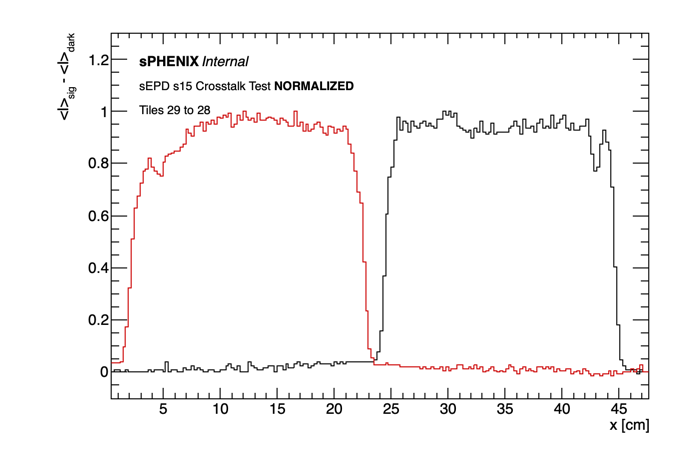 sPHENIX Internal
sEPD s15 Crosstalk Test NORMALIZED
Tiles 29 to 28
<I>sig - <I>dark
1.2
1
0.8
0.6
0.4
0.2
0
5 10 15 20 25 30 35 40 45
x [cm]